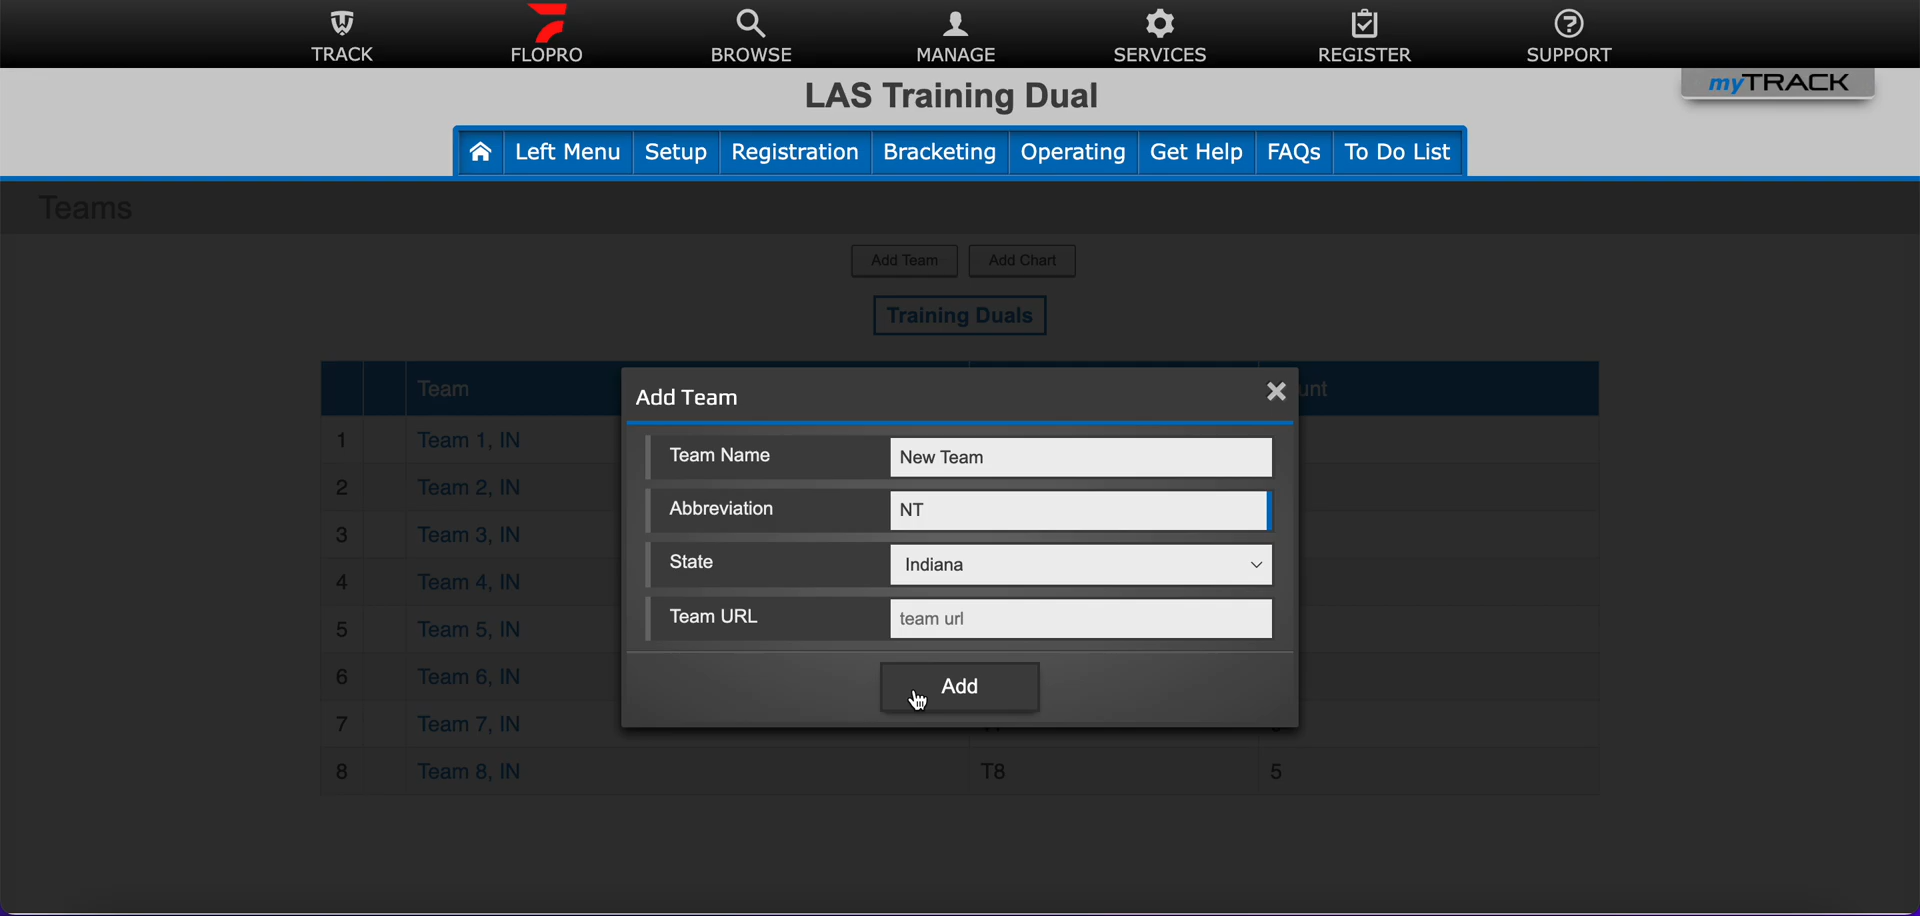 TRACK
FLOPRO
BROWSE
MANAGE
SERVICES
REGISTER
SUPPORT
LAS Training Dual
myTRACK
Left Menu
Setup
Registration
Bracketing
Operating
Get Help
FAQs
To Do List
Teams
Add Team
Add Chart
Training Duals
Team
unt
Add Team
Team Name
New Team
Abbreviation
NT
State
Indiana
Team URL
team url
Add
1 Team 1, IN
2 Team 2, IN
3 Team 3, IN
4 Team 4, IN
5 Team 5, IN
6 Team 6, IN
7 Team 7, IN
8 Team 8, IN T8 5